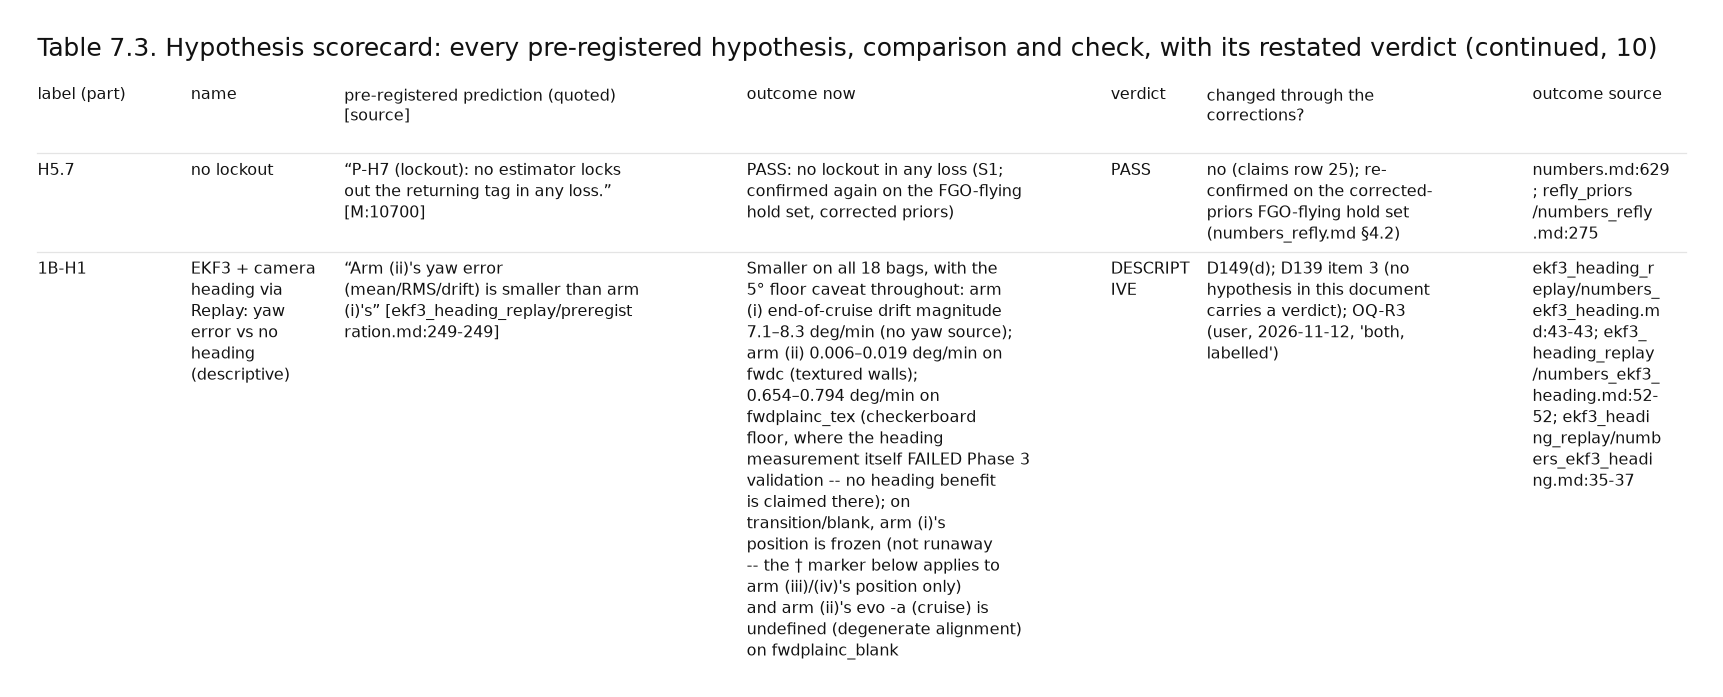 Table 7.3. Hypothesis scorecard: every pre-registered hypothesis, comparison and check, with its restated verdict (continued, 10)
label (part)
name
pre-registered prediction (quoted)
[source]
outcome now
verdict
changed through the
corrections?
outcome source
H5.7
no lockout
“P-H7 (lockout): no estimator locks
out the returning tag in any loss.”
[M:10700]
PASS: no lockout in any loss (S1;
confirmed again on the FGO-flying
hold set, corrected priors)
PASS
no (claims row 25); re-
confirmed on the corrected-
priors FGO-flying hold set
(numbers_refly.md §4.2)
numbers.md:629
; refly_priors
/numbers_refly
.md:275
1B-H1
EKF3 + camera
heading via
Replay: yaw
error vs no
heading
(descriptive)
“Arm (ii)'s yaw error
(mean/RMS/drift) is smaller than arm
(i)'s” [ekf3_heading_replay/preregist
ration.md:249-249]
Smaller on all 18 bags, with the
5° floor caveat throughout: arm
(i) end-of-cruise drift magnitude
7.1–8.3 deg/min (no yaw source);
arm (ii) 0.006–0.019 deg/min on
fwdc (textured walls);
0.654–0.794 deg/min on
fwdplainc_tex (checkerboard
floor, where the heading
measurement itself FAILED Phase 3
validation -- no heading benefit
is claimed there); on
transition/blank, arm (i)'s
position is frozen (not runaway
-- the † marker below applies to
arm (iii)/(iv)'s position only)
and arm (ii)'s evo -a (cruise) is
undefined (degenerate alignment)
on fwdplainc_blank
DESCRIPT
IVE
D149(d); D139 item 3 (no
hypothesis in this document
carries a verdict); OQ-R3
(user, 2026-11-12, 'both,
labelled')
ekf3_heading_r
eplay/numbers_
ekf3_heading.m
d:43-43; ekf3_
heading_replay
/numbers_ekf3_
heading.md:52-
52; ekf3_headi
ng_replay/numb
ers_ekf3_headi
ng.md:35-37